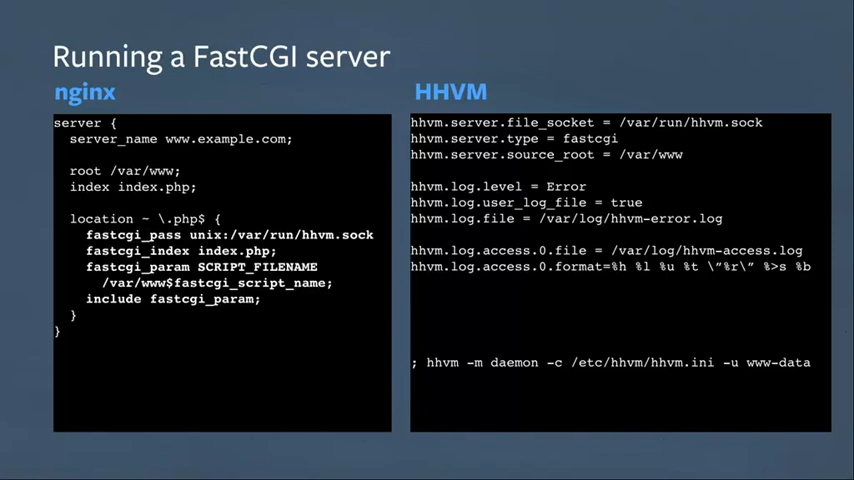 Running a FastCGI server
nginx
server {
server_name www.example.com;
root /var/www;
index index.php;
location ~ \.php$ {
fastcgi_pass unix:/var/run/hhvm.sock
fastcgi_index index.php;
fastcgi_param SCRIPT_FILENAME
/var/www$fastcgi_script_name;
include fastcgi_param;
}
}
HHVM
hhvm.server.file_socket = /var/run/hhvm.sock
hhvm.server.type = fastcgi
hhvm.server.source_root = /var/www
hhvm.log.level = Error
hhvm.log.user_log_file = true
hhvm.log.file = /var/log/hhvm-error.log
hhvm.log.access.0.file = /var/log/hhvm-access.log
hhvm.log.access.0.format=%h %l %u %t \”%r\” %>s %b
; hhvm -m daemon -c /etc/hhvm/hhvm.ini -u www-data